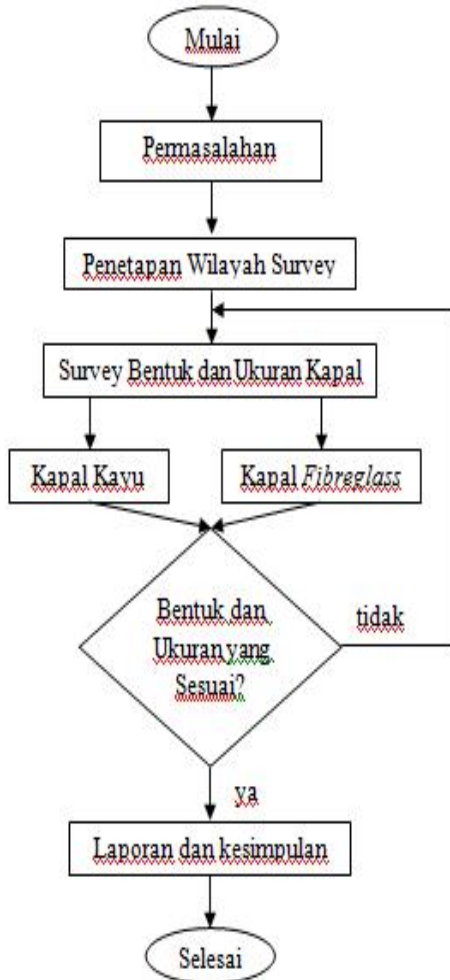 Mulai
Permasalahan
Penetapan Wilayah Survey
Survey Bentuk dan Ukuran Kapal
Kapal Kayu
Kapal Fibreglass
Bentuk dan
Ukuran yang
Sesuai?
tidak
ya
Laporan dan kesimpulan
Selesai